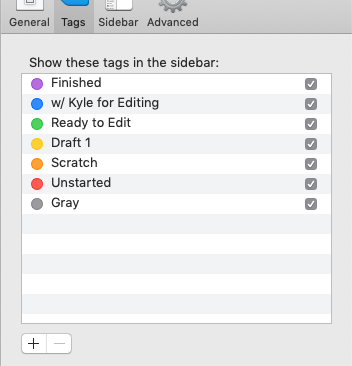 General Tags Sidebar Advanced
Show these tags in the sidebar:
Finished
w/ Kyle for Editing
Ready to Edit
Draft 1
Scratch
Unstarted
Gray